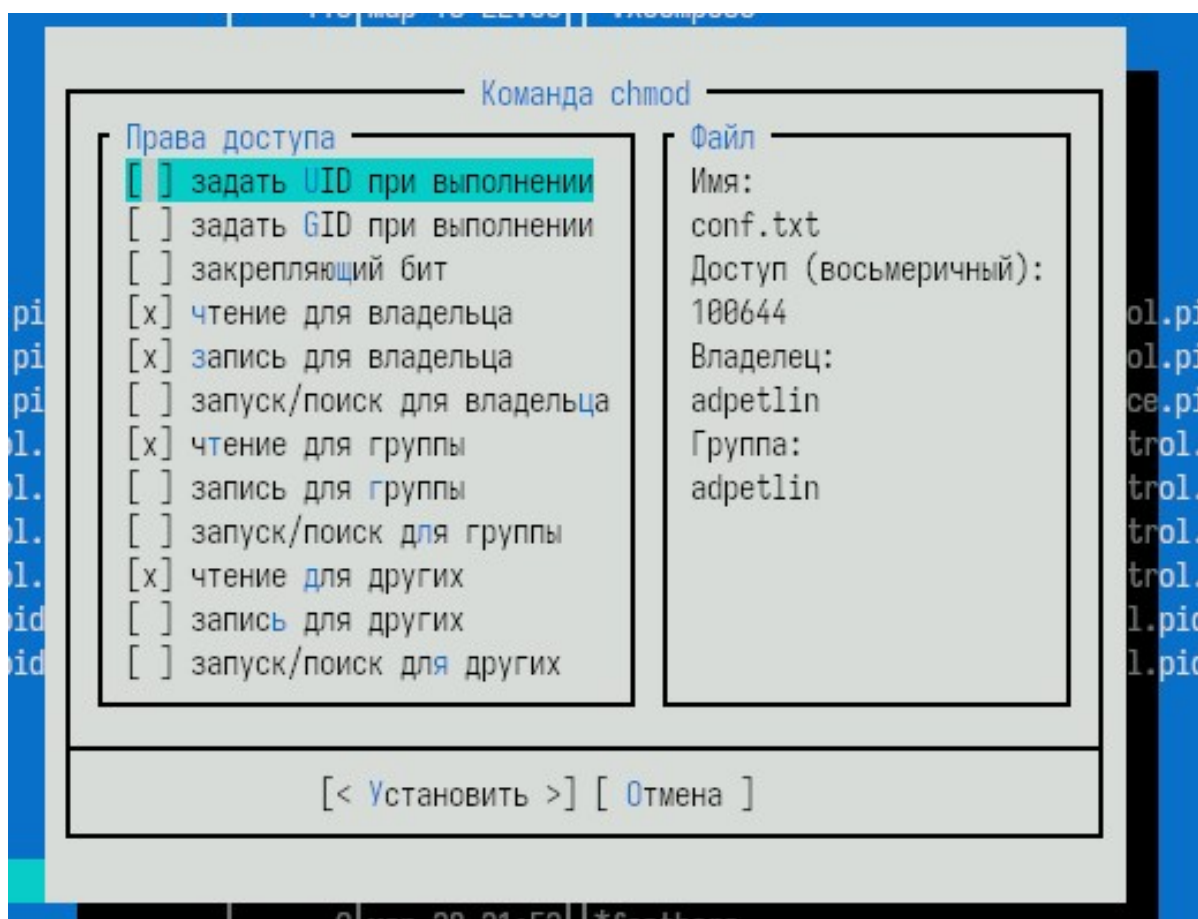 Команда chmod
Права доступа
[ ] задать UID при выполнении
[ ] задать GID при выполнении
[ ] закрепляющий бит
[x] чтение для владельца
[x] запись для владельца
[ ] запуск/поиск для владельца
[x] чтение для группы
[ ] запись для группы
[ ] запуск/поиск для группы
[x] чтение для других
[ ] запись для других
[ ] запуск/поиск для других
Файл
Имя:
conf.txt
Доступ (восьмеричный):
100644
Владелец:
adpetlin
Группа:
adpetlin
[< Установить >] [ Отмена ]